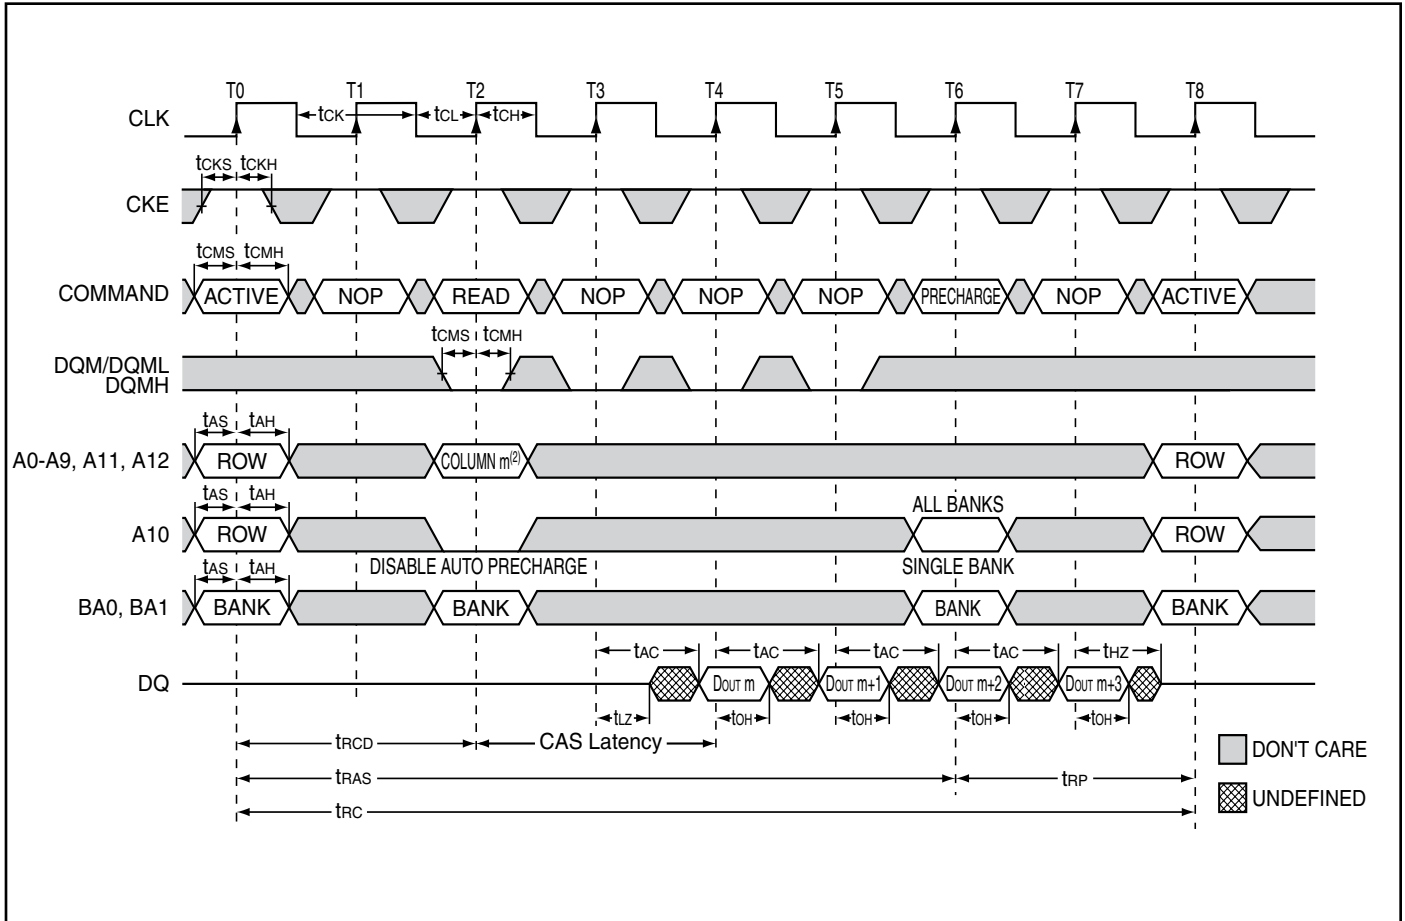 T0 T1 T2 T3 T4 T5 T6 T7 T8
CLK tCK tCL tCH
tCKS tCKH
CKE
tCMS tCMH
COMMAND ACTIVE NOP READ NOP NOP NOP PRECHARGE NOP ACTIVE
tCMS tCMH
DQM/DQML
DQMH
tAS tAH
A0-A9, A11, A12 ROW COLUMN m(2) ROW
tAS tAH ALL BANKS
A10 ROW ROW
DISABLE AUTO PRECHARGE SINGLE BANK
tAS tAH
BA0, BA1 BANK BANK BANK BANK
tAC tAC tAC tAC tHZ
DQ DOUT m DOUT m+1 DOUT m+2 DOUT m+3
tLZ tOH tOH tOH tOH
tRCD CAS Latency
DON'T CARE
tRAS tRP
UNDEFINED
tRC